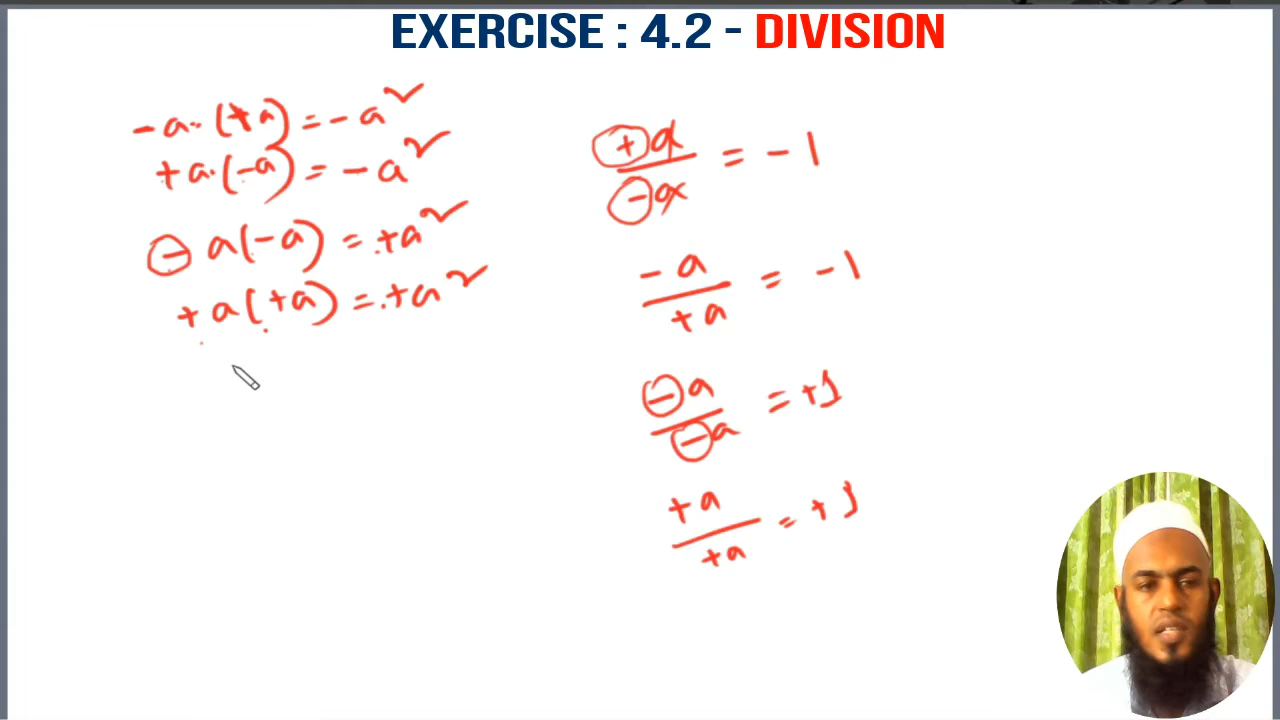 EXERCISE : 4.2 - DIVISION
-a.(+a) = -a²
+a.(-a) = -a²
-a(-a) = +a²
+a(+a) = +a²
+a/-a = -1
-a/+a = -1
-a/-a = +1
+a/+a = +1